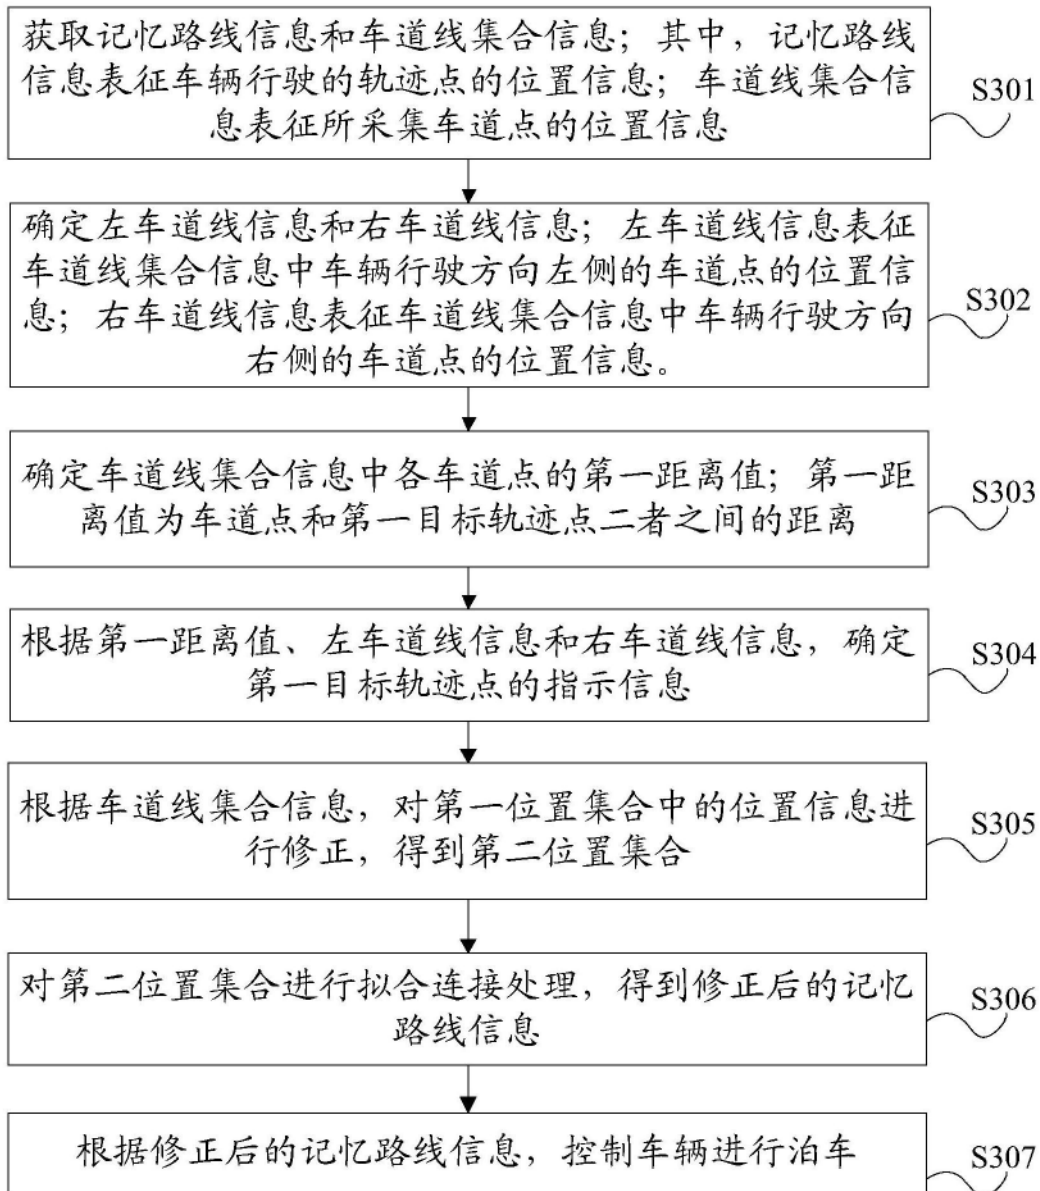 获取记忆路线信息和车道线集合信息；其中，记忆路线
信息表征车辆行驶的轨迹点的位置信息；车道线集合信
息表征所采集车道点的位置信息
S301
确定左车道线信息和右车道线信息；左车道线信息表征
车道线集合信息中车辆行驶方向左侧的车道点的位置信
息；右车道线信息表征车道线集合信息中车辆行驶方向
右侧的车道点的位置信息。
S302
确定车道线集合信息中各车道点的第一距离值；第一距
离值为车道点和第一目标轨迹点二者之间的距离
S303
根据第一距离值、左车道线信息和右车道线信息，确定
第一目标轨迹点的指示信息
S304
根据车道线集合信息，对第一位置集合中的位置信息进
行修正，得到第二位置集合
S305
对第二位置集合进行拟合连接处理，得到修正后的记忆
路线信息
S306
根据修正后的记忆路线信息，控制车辆进行泊车
S307